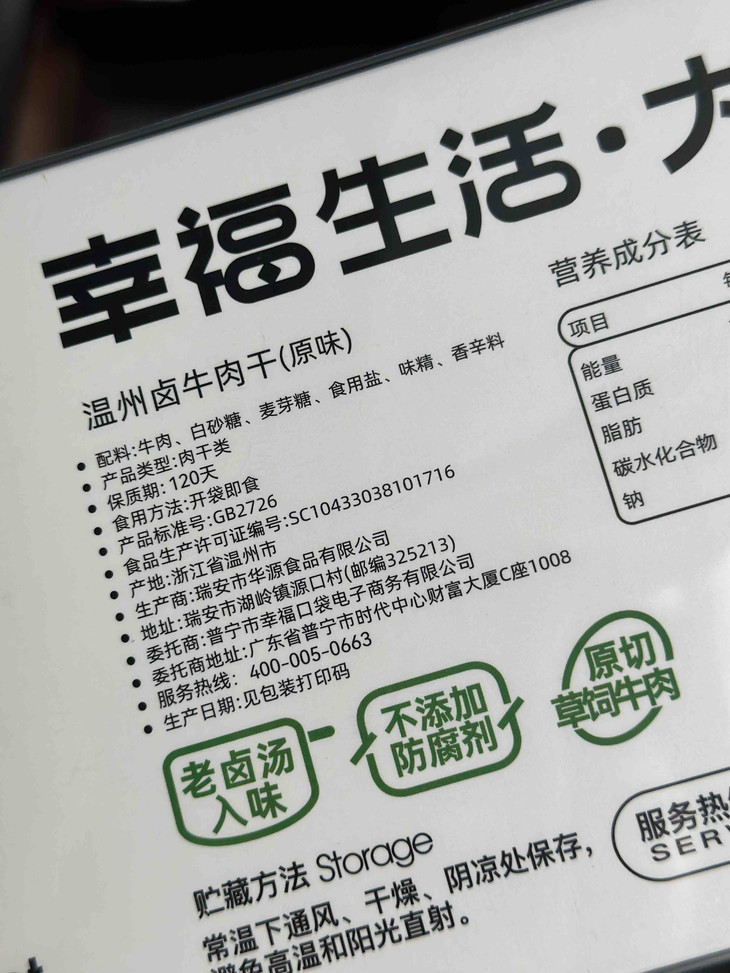 幸福生活·
温州卤牛肉干(原味)
配料:牛肉、白砂糖、麦芽糖、食用盐、味精、香辛料
产品类型:肉干类
保质期: 120天
食用方法:开袋即食
产品标准号:GB2726
食品生产许可证编号:SC10433038101716
产地:浙江省温州市
生产商:瑞安市华源食品有限公司
地址:瑞安市湖岭镇源口村(邮编325213)
委托商:普宁市幸福口袋电子商务有限公司
委托商地址:广东省普宁市时代中心财富大厦C座1008
服务热线: 400-005-0663
生产日期:见包装打印码
营养成分表
项目
能量
蛋白质
脂肪
碳水化合物
钠
老卤汤
入味
不添加
防腐剂
原切
草饲牛肉
贮藏方法 Storage
常温下通风、干燥、阴凉处保存,
避免高温和阳光直射。
服务热
SER